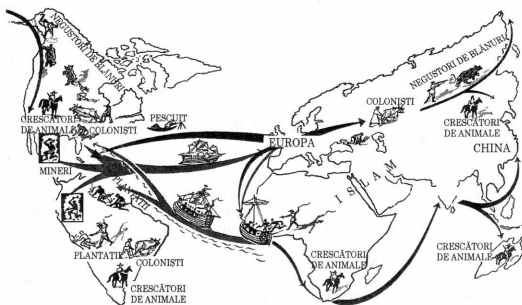 NEGUSTORI DE BLĂNURI
CRESCĂTORI
DE ANIMALE
COLONIȘTI
PESCUIT
MINERI
PLANTAȚII
PLANTAȚII
COLONIȘTI
CRESCĂTORI
DE ANIMALE
EUROPA
ISLAM
COLONIȘTI
NEGUSTORI DE BLĂNURI
CRESCĂTORI
DE ANIMALE
CHINA
CRESCĂTORI
DE ANIMALE
CRESCĂTORI
DE ANIMALE